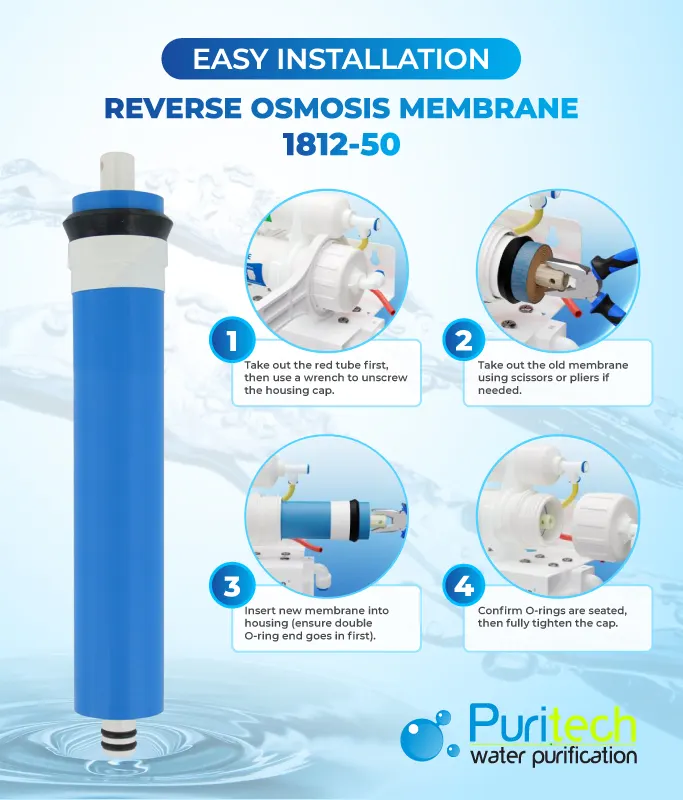 EASY INSTALLATION
REVERSE OSMOSIS MEMBRANE
1812-50
1
Take out the red tube first,
then use a wrench to unscrew
the housing cap.
2
Take out the old membrane
using scissors or pliers if
needed.
3
Insert new membrane into
housing (ensure double
O-ring end goes in first).
4
Confirm O-rings are seated,
then fully tighten the cap.
Puritech
water purification